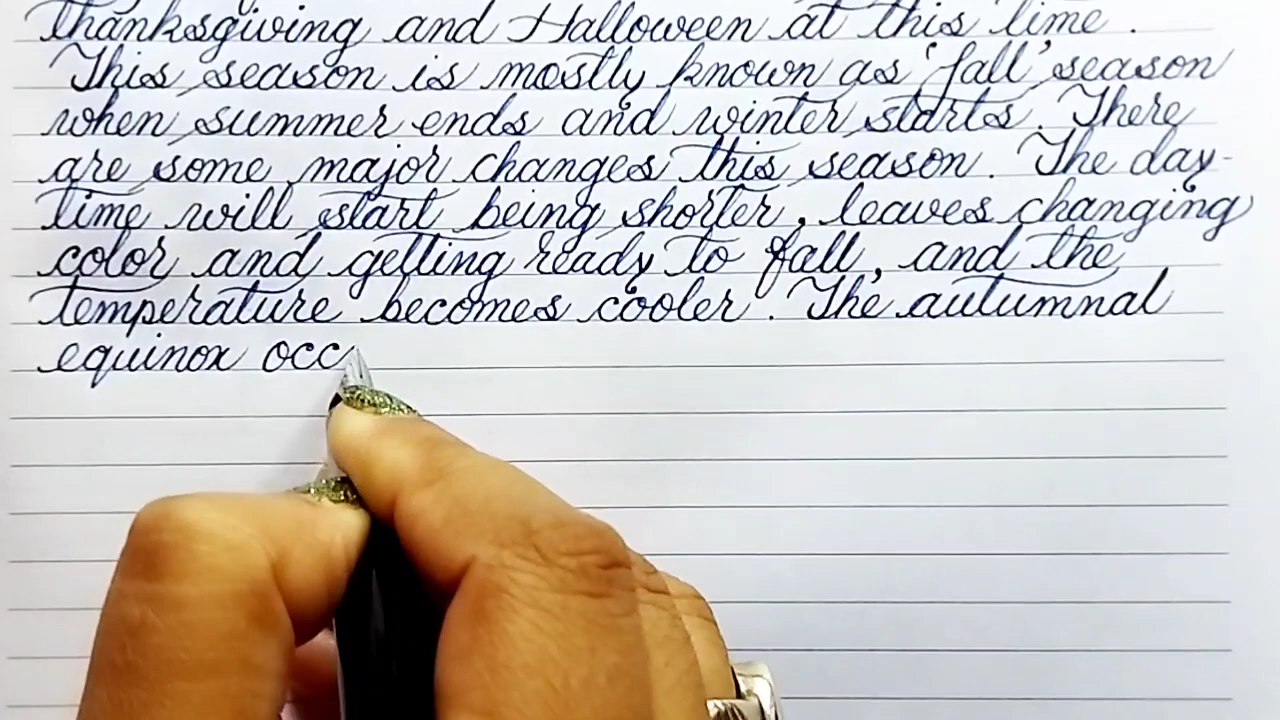 thanksgiving and Halloween at this time.
This season is mostly known as 'fall' season
when summer ends and winter starts. There
are some major changes this season. The day-
time will start being shorter, leaves changing
color and getting ready to fall, and the
temperature becomes cooler. The autumnal
equinox occ